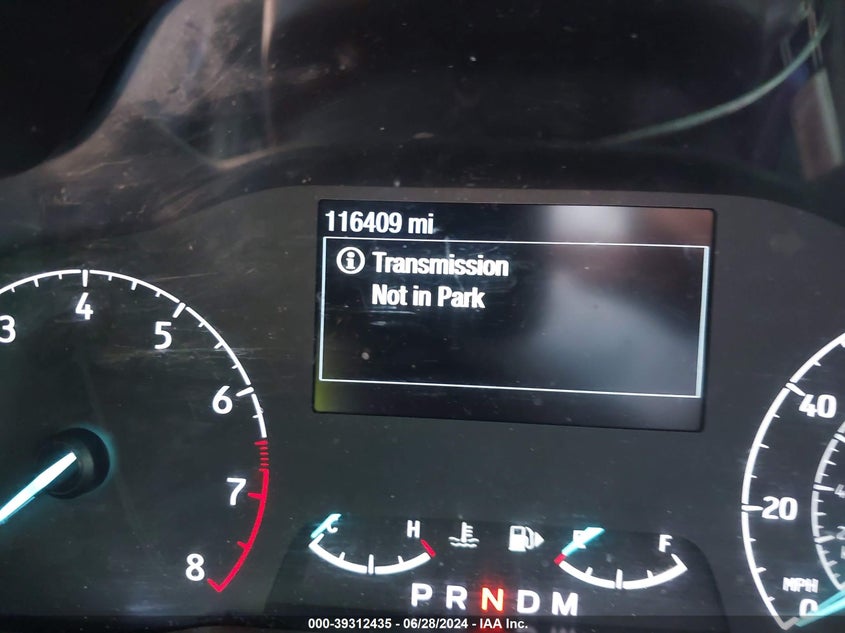 116409 mi
Transmission
Not in Park
3
4
5
6
7
8
C
H
E
F
P R N D M
40
20
0
MPH
000-39312435 - 06/28/2024 - IAA Inc.